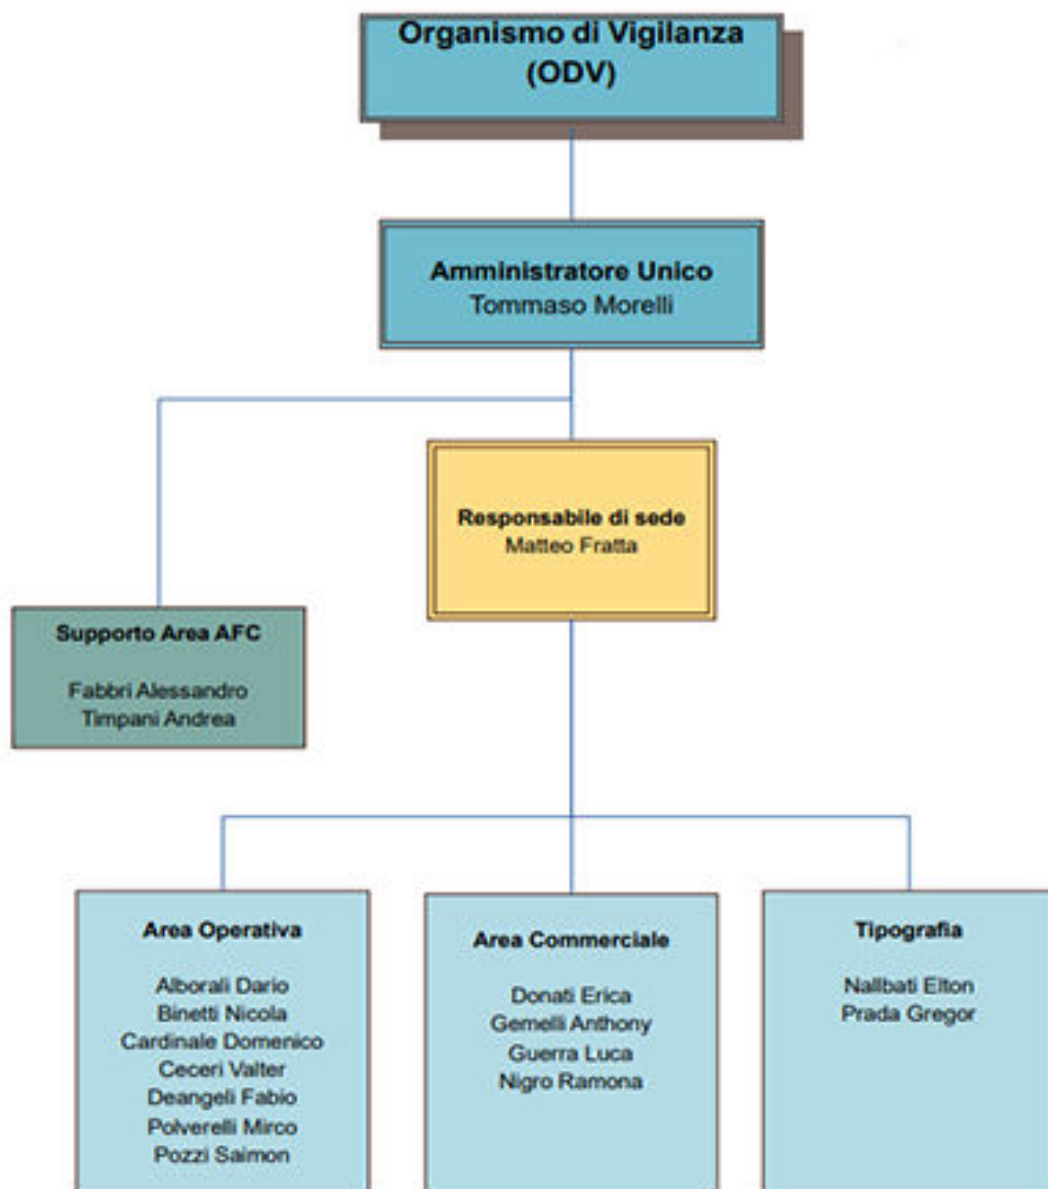 Organismo di Vigilanza
(ODV)
Amministratore Unico
Tommaso Morelli
Responsabile di sede
Matteo Fratta
Supporto Area AFC
Fabbri Alessandro
Timpani Andrea
Area Operativa
Alborali Dario
Binetti Nicola
Cardinale Domenico
Ceceri Valter
Deangeli Fabio
Polverelli Mirco
Pozzi Saimon
Area Commerciale
Donati Erica
Gemelli Anthony
Guerra Luca
Nigro Ramona
Tipografia
Nallbati Elton
Prada Gregor